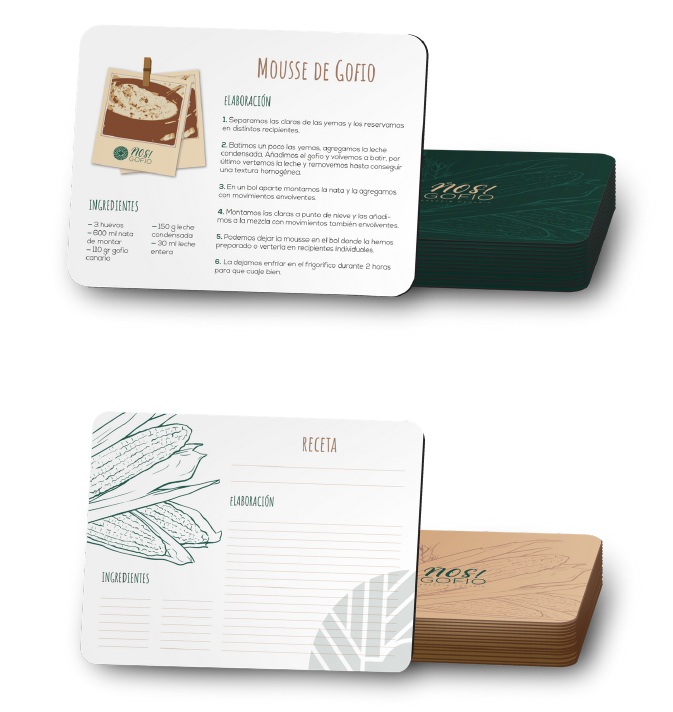 MOUSSE DE GOFIO
ELABORACIÓN
1. Separamos las claras de las yemas y los reservamos
en distintos recipientes.
2. Batimos un poco las yemas, agregamos la leche
condensada. Añadimos el gofio y volvemos a batir, por
último vertemos la leche y removemos hasta conseguir
una textura homogénea.
3. En un bol aparte montamos la nata y la agregamos
con movimientos envolventes.
4. Montamos las claras a punto de nieve y las añadi-
mos a la mezcla con movimientos también envolventes.
5. Podemos dejar la mousse en el bol donde la hemos
preparado o verterla en recipientes individuales.
6. La dejamos enfriar en el frigorífico durante 2 horas
para que cuaje bien.
NOSI
GOFIO
INGREDIENTES
– 3 huevos
– 600 ml nata
de montar
– 110 gr gofio
canario
– 150 g leche
condensada
– 30 ml leche
entera
NOSI
GOFIO
RECETA
ELABORACIÓN
INGREDIENTES
NOSI
GOFIO